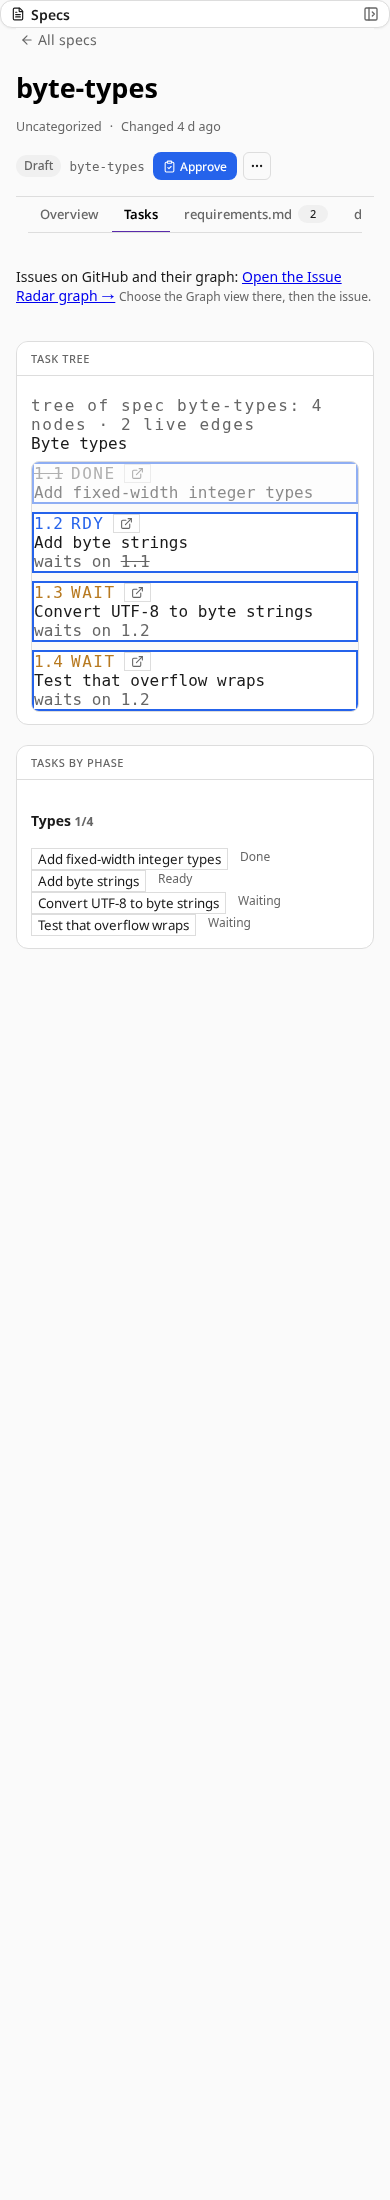 Specs
← All specs
byte-types
Uncategorized · Changed 4 d ago
Draft byte-types Approve ···
Overview Tasks requirements.md 2 d
Issues on GitHub and their graph: Open the Issue
Radar graph → Choose the Graph view there, then the issue.
TASK TREE
tree of spec byte-types: 4
nodes · 2 live edges
Byte types
1.1 DONE
Add fixed-width integer types
1.2 RDY
Add byte strings
waits on 1.1
1.3 WAIT
Convert UTF-8 to byte strings
waits on 1.2
1.4 WAIT
Test that overflow wraps
waits on 1.2
TASKS BY PHASE
Types 1/4
Add fixed-width integer types Done
Add byte strings Ready
Convert UTF-8 to byte strings Waiting
Test that overflow wraps Waiting